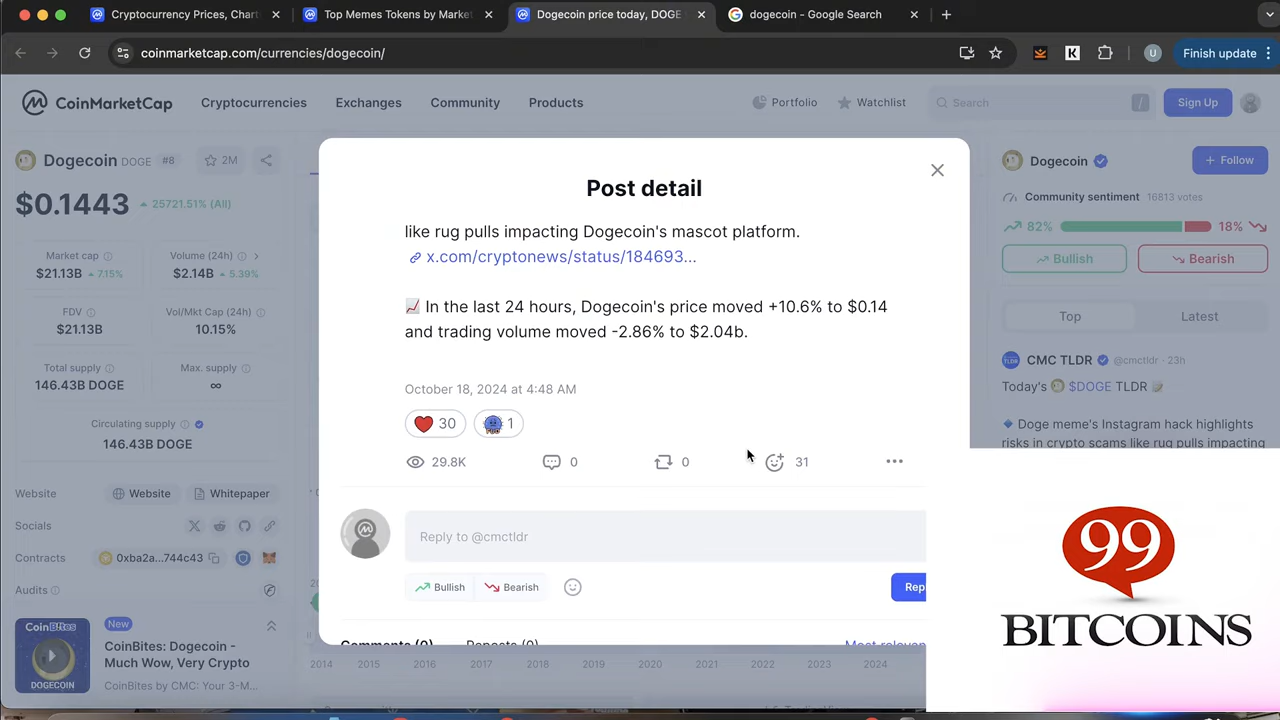 Cryptocurrency Prices, Chart
Top Memes Tokens by Market
Dogecoin price today, DOGE
dogecoin - Google Search
coinmarketcap.com/currencies/dogecoin/
K
U
Finish update
CoinMarketCap
Cryptocurrencies
Exchanges
Community
Products
Portfolio
Watchlist
Search
/
Sign Up
Dogecoin DOGE #8
2M
$0.1443
25721.51% (All)
Market cap
$21.13B 7.15%
Volume (24h)
$2.14B 5.39%
FDV
$21.13B
Vol/Mkt Cap (24h)
10.15%
Total supply
146.43B DOGE
Max. supply
∞
Circulating supply
146.43B DOGE
Website
Website
Whitepaper
Socials
Contracts
0xba2a...744c43
Audits
CoinBites
DOGECOIN
New
CoinBites: Dogecoin -
Much Wow, Very Crypto
CoinBites by CMC: Your 3-M...
Post detail
like rug pulls impacting Dogecoin's mascot platform.
x.com/cryptonews/status/184693...
📈 In the last 24 hours, Dogecoin's price moved +10.6% to $0.14
and trading volume moved -2.86% to $2.04b.
October 18, 2024 at 4:48 AM
30
1
29.8K
0
0
31
Reply to @cmctldr
Bullish
Bearish
Rep
Comments (0)
Reposts (0)
Most relevan
2014
2015
2016
2017
2018
2019
2020
2021
2022
2023
2024
Dogecoin
+ Follow
Community sentiment 16813 votes
82%
18%
Bullish
Bearish
Top
Latest
CMC TLDR @cmctldr · 23h
Today's $DOGE TLDR
Doge meme's Instagram hack highlights
risks in crypto scams like rug pulls impacting
99
BITCOINS